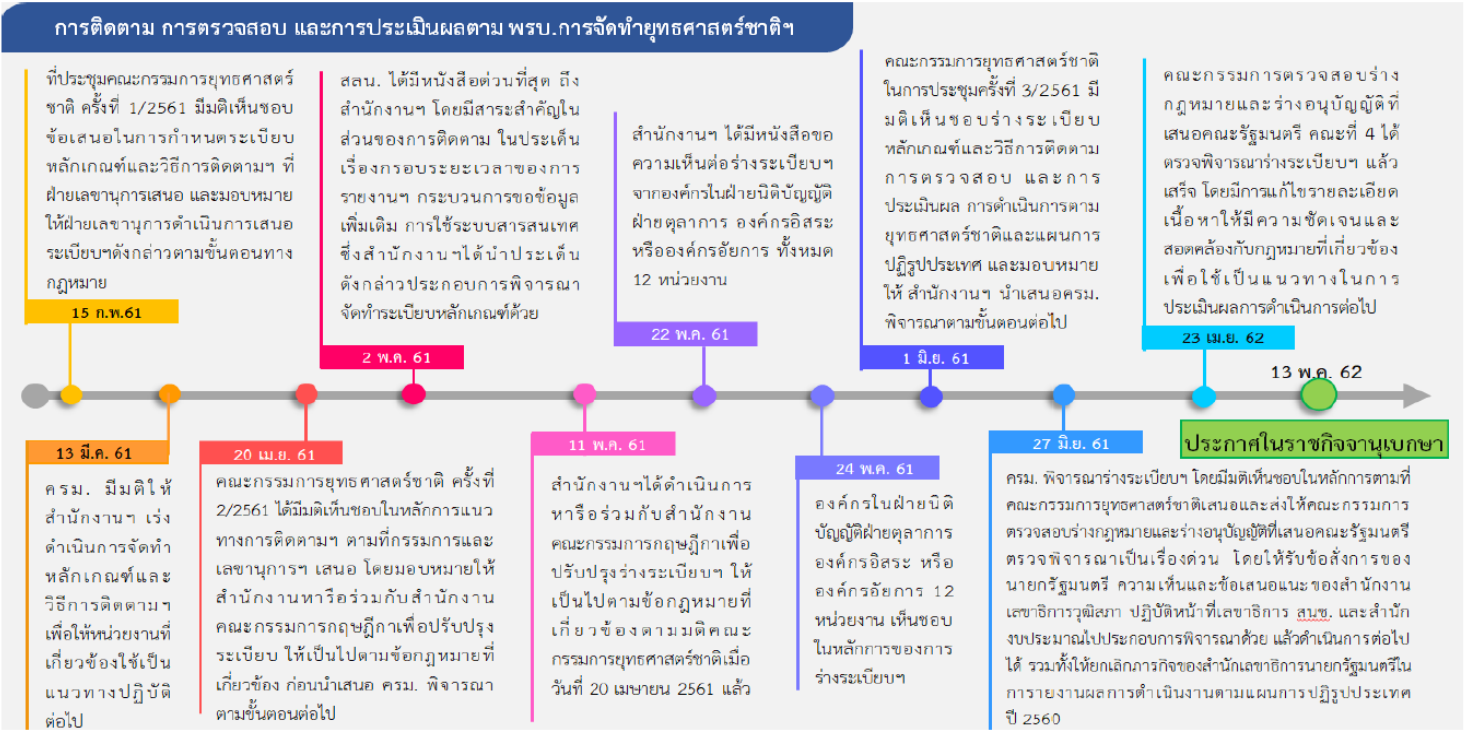 การติดตาม การตรวจสอบ และการประเมินผลตาม พรบ.การจัดทำยุทธศาสตร์ชาติฯ
ที่ประชุมคณะกรรมการยุทธศาสตร์
ชาติ ครั้งที่ 1/2561 มีมติเห็นชอบ
ข้อเสนอในการกำหนดระเบียบ
หลักเกณฑ์และวิธีการติดตามฯ ที่
ฝ่ายเลขานุการเสนอ และมอบหมาย
ให้ฝ่ายเลขานุการดำเนินการเสนอ
ระเบียบฯดังกล่าวตามขั้นตอนทาง
กฎหมาย
15 ก.พ.61
สลน. ได้มีหนังสือด่วนที่สุด ถึง
สำนักงานฯ โดยมีสาระสำคัญใน
ส่วนของการติดตาม ในประเด็น
เรื่องกรอบระยะเวลาของการ
รายงานฯ กระบวนการขอข้อมูล
เพิ่มเติม การใช้ระบบสารสนเทศ
ซึ่งสำนักงานฯได้นำประเด็น
ดังกล่าวประกอบการพิจารณา
จัดทำระเบียบหลักเกณฑ์ด้วย
2 พ.ค. 61
สำนักงานฯ ได้มีหนังสือขอ
ความเห็นต่อร่างระเบียบฯ
จากองค์กรในฝ่ายนิติบัญญัติ
ฝ่ายตุลาการ องค์กรอิสระ
หรือองค์กรอัยการ ทั้งหมด
12 หน่วยงาน
22 พ.ค. 61
คณะกรรมการยุทธศาสตร์ชาติ
ในการประชุมครั้งที่ 3/2561 มี
มติเห็นชอบร่างระเบียบ
หลักเกณฑ์และวิธีการติดตาม
การตรวจสอบ และการ
ประเมินผล การดำเนินการตาม
ยุทธศาสตร์ชาติและแผนการ
ปฏิรูปประเทศ และมอบหมาย
ให้ สำนักงานฯ นำเสนอครม.
พิจารณาตามขั้นตอนต่อไป
1 มิ.ย. 61
คณะกรรมการตรวจสอบร่าง
กฎหมายและร่างอนุบัญญัติที่
เสนอคณะรัฐมนตรี คณะที่ 4 ได้
ตรวจพิจารณาร่างระเบียบฯ แล้ว
เสร็จ โดยมีการแก้ไขรายละเอียด
เนื้อหาให้มีความชัดเจนและ
สอดคล้องกับกฎหมายที่เกี่ยวข้อง
เพื่อใช้เป็นแนวทางในการ
ประเมินผลการดำเนินการต่อไป
23 เม.ย. 62
13 พ.ค. 62
ประกาศในราชกิจจานุเบกษา
13 มี.ค. 61
ครม. มีมติให้
สำนักงานฯ เร่ง
ดำเนินการจัดทำ
หลักเกณฑ์และ
วิธีการติดตามฯ
เพื่อให้หน่วยงานที่
เกี่ยวข้องใช้เป็น
แนวทางปฏิบัติ
ต่อไป
20 เม.ย. 61
คณะกรรมการยุทธศาสตร์ชาติ ครั้งที่
2/2561 ได้มีมติเห็นชอบในหลักการแนว
ทางการติดตามฯ ตามที่กรรมการและ
เลขานุการฯ เสนอ โดยมอบหมายให้
สำนักงานหารือร่วมกับสำนักงาน
คณะกรรมการกฤษฎีกาเพื่อปรับปรุง
ระเบียบ ให้เป็นไปตามข้อกฎหมายที่
เกี่ยวข้อง ก่อนนำเสนอ ครม. พิจารณา
ตามขั้นตอนต่อไป
11 พ.ค. 61
สำนักงานฯได้ดำเนินการ
หารือร่วมกับสำนักงาน
คณะกรรมการกฤษฎีกาเพื่อ
ปรับปรุงร่างระเบียบฯ ให้
เป็นไปตามข้อกฎหมายที่
เกี่ยวข้องตามมติคณะ
กรรมการยุทธศาสตร์ชาติเมื่อ
วันที่ 20 เมษายน 2561 แล้ว
24 พ.ค. 61
องค์กรในฝ่ายนิติ
บัญญัติฝ่ายตุลาการ
องค์กรอิสระ หรือ
องค์กรอัยการ 12
หน่วยงาน เห็นชอบ
ในหลักการของการ
ร่างระเบียบฯ
27 มิ.ย. 61
ครม. พิจารณาร่างระเบียบฯ โดยมีมติเห็นชอบในหลักการตามที่
คณะกรรมการยุทธศาสตร์ชาติเสนอและส่งให้คณะกรรมการ
ตรวจสอบร่างกฎหมายและร่างอนุบัญญัติที่เสนอคณะรัฐมนตรี
ตรวจพิจารณาเป็นเรื่องด่วน โดยให้รับข้อสั่งการของ
นายกรัฐมนตรี ความเห็นและข้อเสนอแนะของสำนักงาน
เลขาธิการวุฒิสภา ปฏิบัติหน้าที่เลขาธิการ สนช. และสำนัก
งบประมาณไปประกอบการพิจารณาด้วย แล้วดำเนินการต่อไป
ได้ รวมทั้งให้ยกเลิกภารกิจของสำนักเลขาธิการนายกรัฐมนตรีใน
การายงานผลการดำเนินงานตามแผนการปฏิรูปประเทศ
ปี 2560